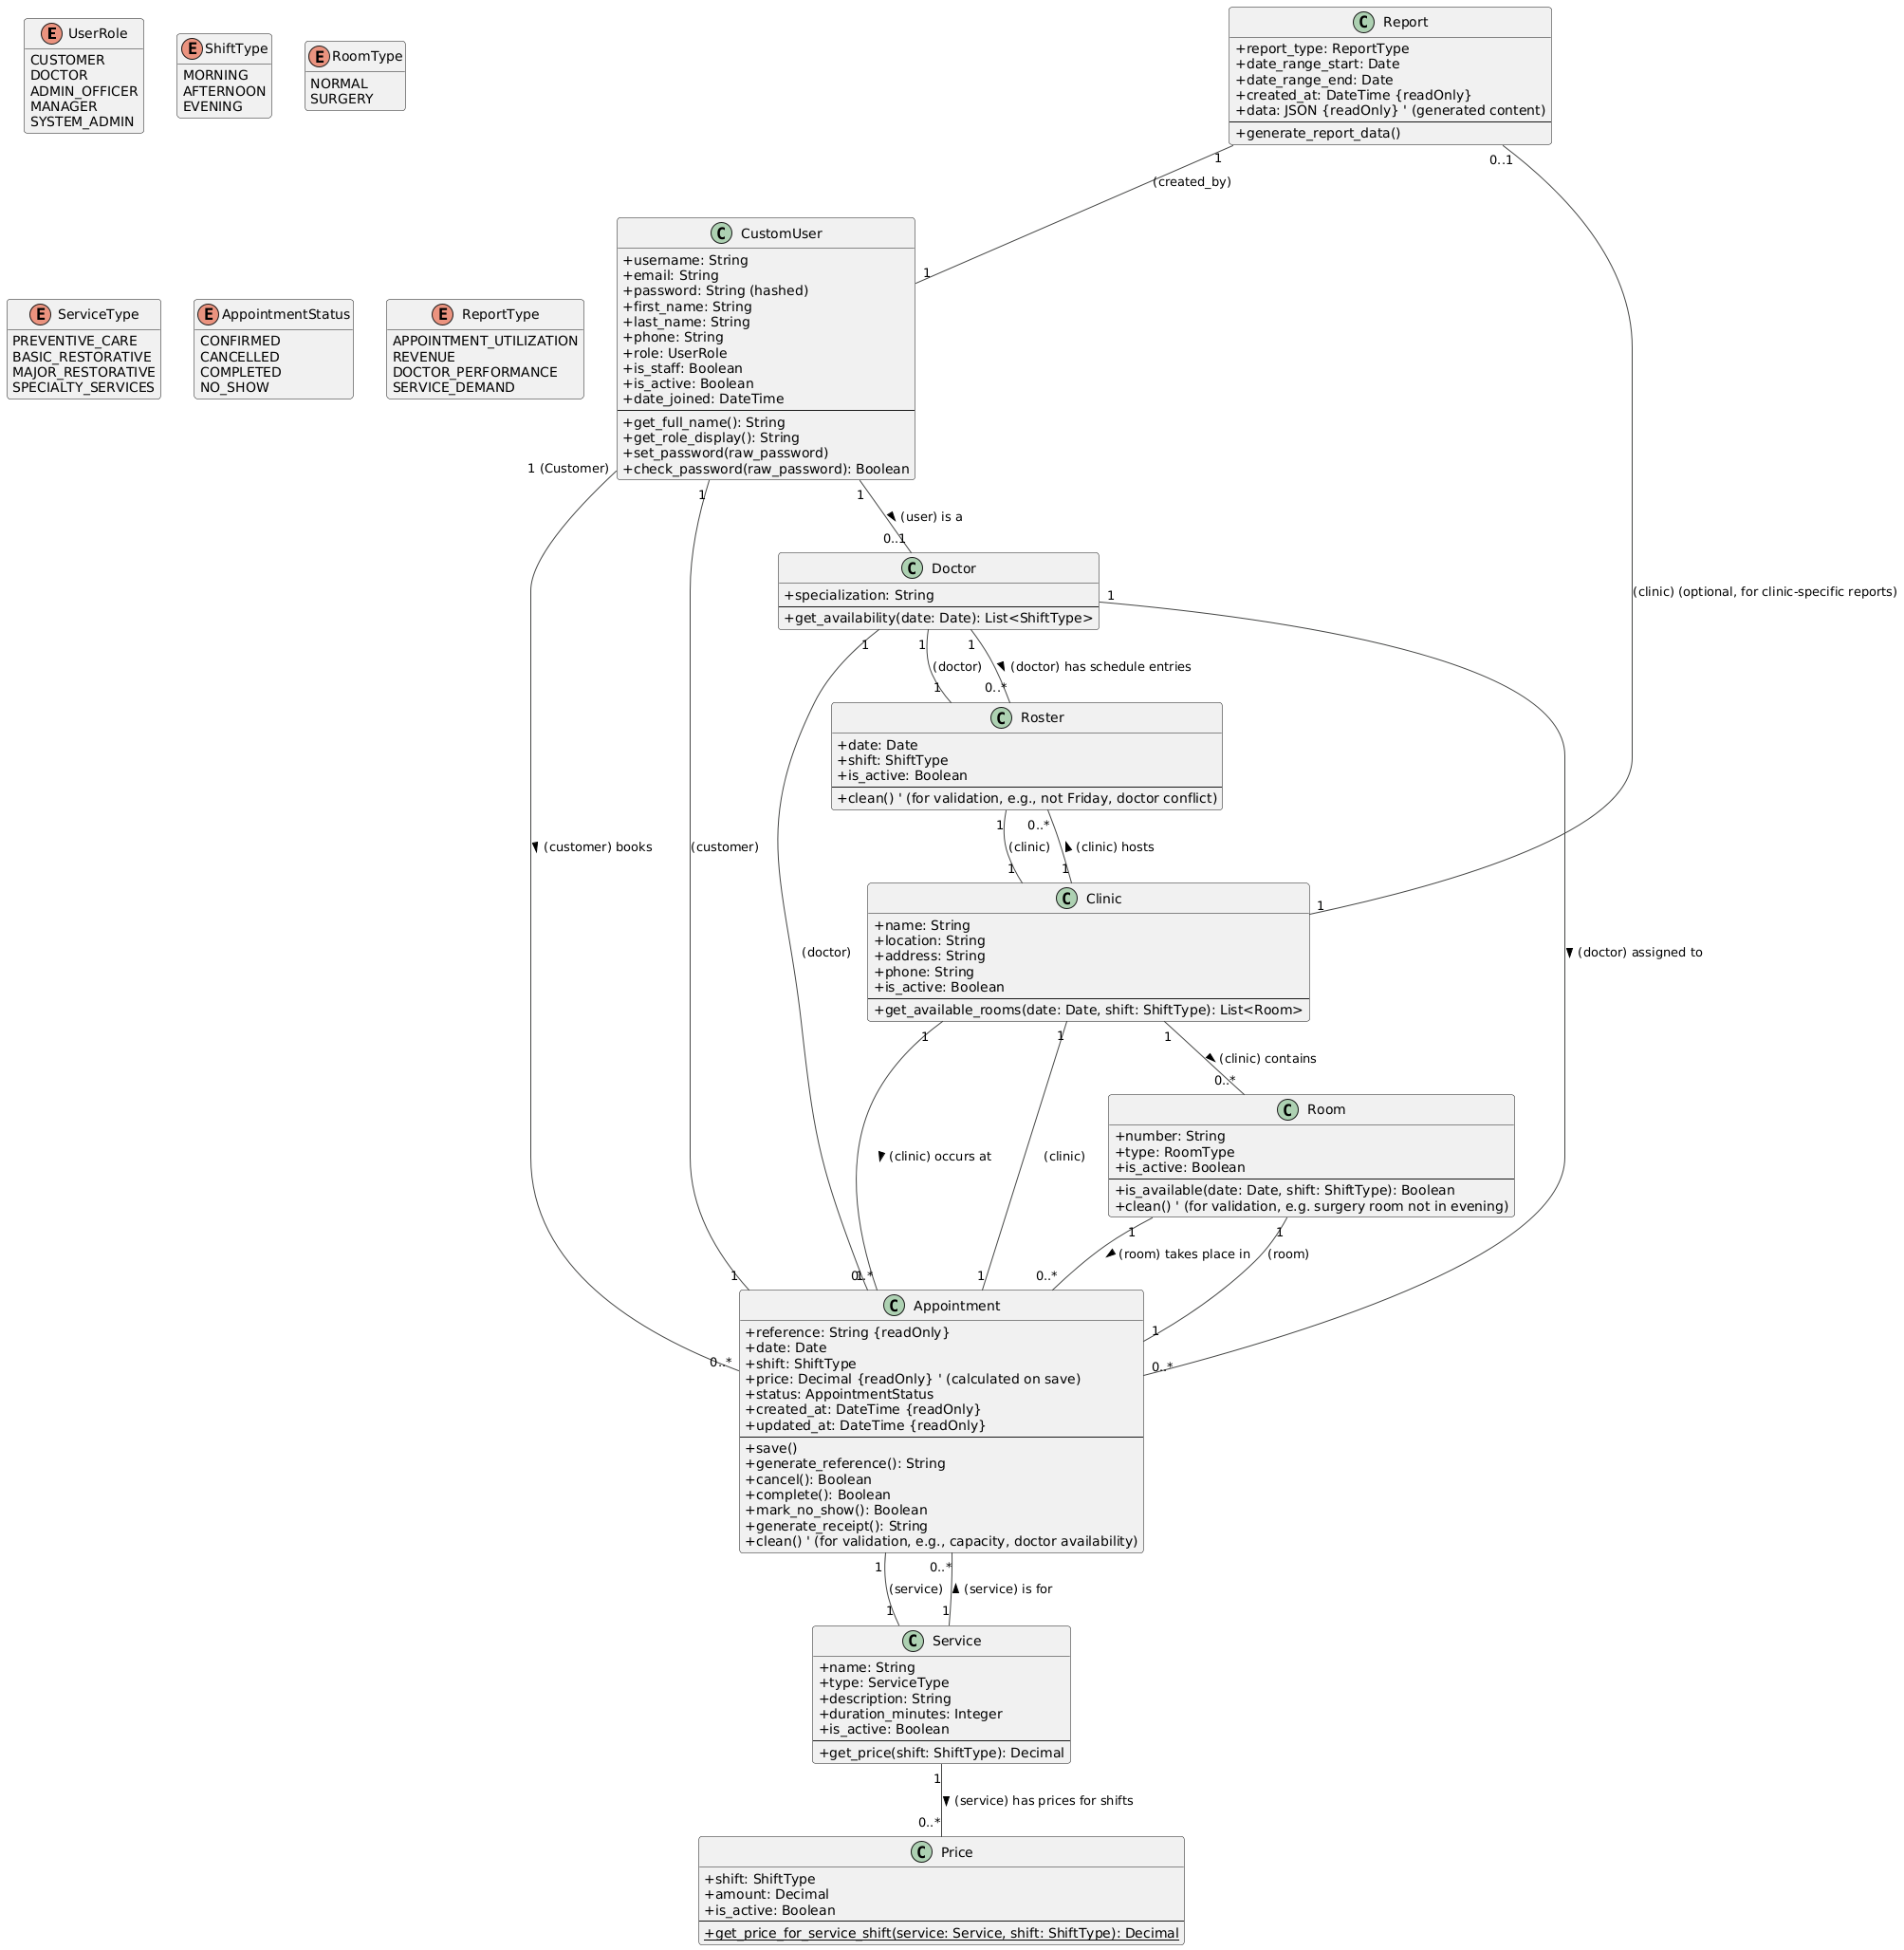 E UserRole
CUSTOMER
DOCTOR
ADMIN_OFFICER
MANAGER
SYSTEM_ADMIN
E ShiftType
MORNING
AFTERNOON
EVENING
E RoomType
NORMAL
SURGERY
C Report
+report_type: ReportType
+date_range_start: Date
+date_range_end: Date
+created_at: DateTime {readOnly}
+data: JSON {readOnly} ' (generated content)
+generate_report_data()
1
0..1
(created_by)
1
E ServiceType
PREVENTIVE_CARE
BASIC_RESTORATIVE
MAJOR_RESTORATIVE
SPECIALTY_SERVICES
E AppointmentStatus
CONFIRMED
CANCELLED
COMPLETED
NO_SHOW
E ReportType
APPOINTMENT_UTILIZATION
REVENUE
DOCTOR_PERFORMANCE
SERVICE_DEMAND
C CustomUser
+username: String
+email: String
+password: String (hashed)
+first_name: String
+last_name: String
+phone: String
+role: UserRole
+is_staff: Boolean
+is_active: Boolean
+date_joined: DateTime
+get_full_name(): String
+get_role_display(): String
+set_password(raw_password)
+check_password(raw_password): Boolean
1 (Customer)
1
1
(user) is a
0..1
C Doctor
+specialization: String
+get_availability(date: Date): List<ShiftType>
1
(clinic) (optional, for clinic-specific reports)
1
1
1
(doctor)
(doctor) has schedule entries
1
0..*
C Roster
+date: Date
+shift: ShiftType
+is_active: Boolean
+clean() ' (for validation, e.g., not Friday, doctor conflict)
1
0..*
(customer) books
(customer)
(clinic)
(clinic) hosts
1
1
C Clinic
+name: String
+location: String
+address: String
+phone: String
+is_active: Boolean
+get_available_rooms(date: Date, shift: ShiftType): List<Room>
1
(doctor)
(doctor) assigned to
1
1
1
(clinic) contains
0..*
C Room
+number: String
+type: RoomType
+is_active: Boolean
+is_available(date: Date, shift: ShiftType): Boolean
+clean() ' (for validation, e.g. surgery room not in evening)
(clinic) occurs at
(clinic)
1
1
(room) takes place in
(room)
1
0..*
1
1
0..*
C Appointment
+reference: String {readOnly}
+date: Date
+shift: ShiftType
+price: Decimal {readOnly} ' (calculated on save)
+status: AppointmentStatus
+created_at: DateTime {readOnly}
+updated_at: DateTime {readOnly}
+save()
+generate_reference(): String
+cancel(): Boolean
+complete(): Boolean
+mark_no_show(): Boolean
+generate_receipt(): String
+clean() ' (for validation, e.g., capacity, doctor availability)
0..*
1
0..*
1
0..*
(service)
(service) is for
1
1
C Service
+name: String
+type: ServiceType
+description: String
+duration_minutes: Integer
+is_active: Boolean
+get_price(shift: ShiftType): Decimal
1
(service) has prices for shifts
0..*
C Price
+shift: ShiftType
+amount: Decimal
+is_active: Boolean
+get_price_for_service_shift(service: Service, shift: ShiftType): Decimal